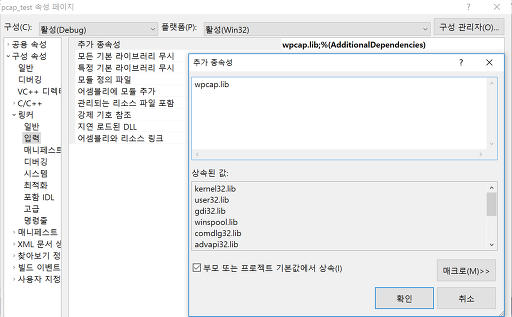 pcap_test 속성 페이지
? ×
구성(C): 활성(Debug) 플랫폼(P): 활성(Win32) 구성 관리자(O)...
공용 속성
구성 속성
일반
디버깅
VC++ 디렉터
C/C++
링커
일반
입력
매니페스트
디버깅
시스템
최적화
포함 IDL
고급
명령줄
매니페스트
XML 문서 생
찾아보기 정
빌드 이벤트
사용자 지정
추가 종속성 wpcap.lib;%(AdditionalDependencies)
모든 기본 라이브러리 무시
특정 기본 라이브러리 무시
모듈 정의 파일
어셈블에 모듈 추가
관리되는 리소스 파일 포함
강제 기호 참조
지연 로드된 DLL
어셈블리와 리소스 링크
추가 종속성 ? ×
wpcap.lib
상속된 값:
kernel32.lib
user32.lib
gdi32.lib
winspool.lib
comdlg32.lib
advapi32.lib
부모 또는 프로젝트 기본값에서 상속(I)
매크로(M)>>
확인 취소